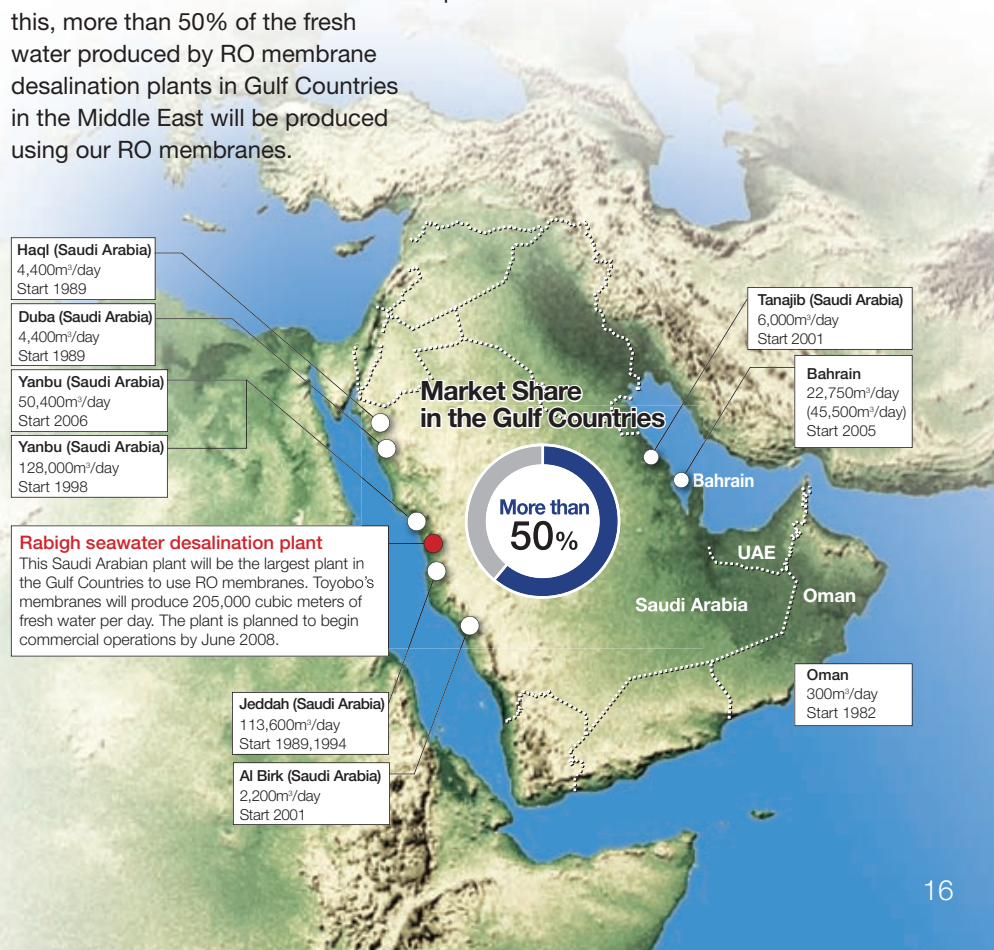 this, more than 50% of the fresh
water produced by RO membrane
desalination plants in Gulf Countries
in the Middle East will be produced
using our RO membranes.
Haql (Saudi Arabia)
4,400m³/day
Start 1989
Duba (Saudi Arabia)
4,400m³/day
Start 1989
Yanbu (Saudi Arabia)
50,400m³/day
Start 2006
Yanbu (Saudi Arabia)
128,000m³/day
Start 1998
Tanajib (Saudi Arabia)
6,000m³/day
Start 2001
Bahrain
22,750m³/day
(45,500m³/day)
Start 2005
Market Share
in the Gulf Countries
More than
50%
Bahrain
UAE
Oman
Saudi Arabia
Rabigh seawater desalination plant
This Saudi Arabian plant will be the largest plant in
the Gulf Countries to use RO membranes. Toyobo's
membranes will produce 205,000 cubic meters of
fresh water per day. The plant is planned to begin
commercial operations by June 2008.
Oman
300m³/day
Start 1982
Jeddah (Saudi Arabia)
113,600m³/day
Start 1989,1994
Al Birk (Saudi Arabia)
2,200m³/day
Start 2001
16